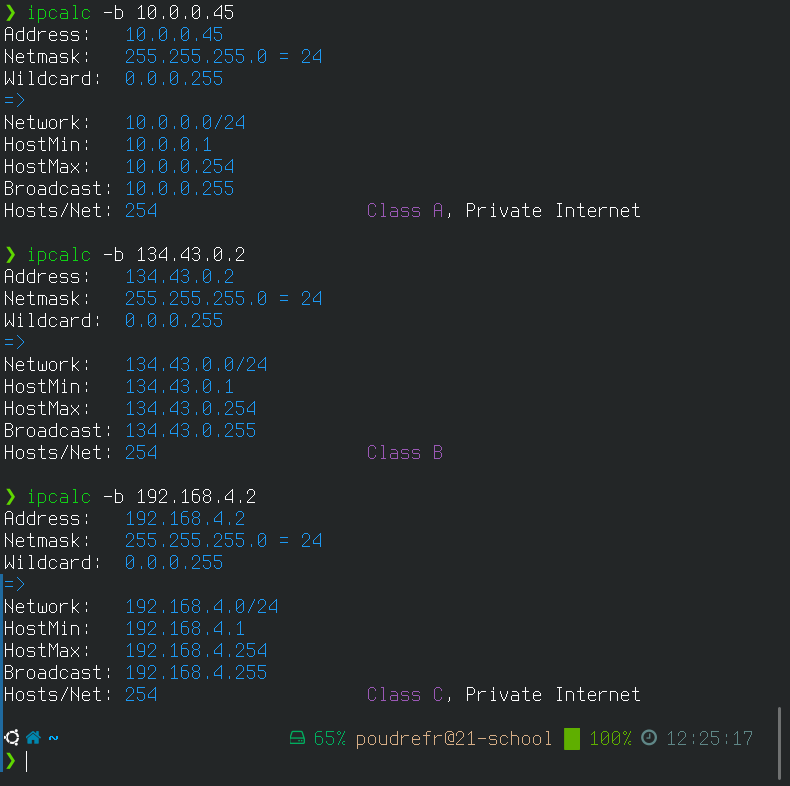 ❯ ipcalc -b 10.0.0.45
Address:   10.0.0.45
Netmask:   255.255.255.0 = 24
Wildcard:  0.0.0.255
=>
Network:   10.0.0.0/24
HostMin:   10.0.0.1
HostMax:   10.0.0.254
Broadcast: 10.0.0.255
Hosts/Net: 254                   Class A, Private Internet
❯ ipcalc -b 134.43.0.2
Address:   134.43.0.2
Netmask:   255.255.255.0 = 24
Wildcard:  0.0.0.255
=>
Network:   134.43.0.0/24
HostMin:   134.43.0.1
HostMax:   134.43.0.254
Broadcast: 134.43.0.255
Hosts/Net: 254                   Class B
❯ ipcalc -b 192.168.4.2
Address:   192.168.4.2
Netmask:   255.255.255.0 = 24
Wildcard:  0.0.0.255
=>
Network:   192.168.4.0/24
HostMin:   192.168.4.1
HostMax:   192.168.4.254
Broadcast: 192.168.4.255
Hosts/Net: 254                   Class C, Private Internet
~ 65% poudrefr@21-school 100% 12:25:17
❯